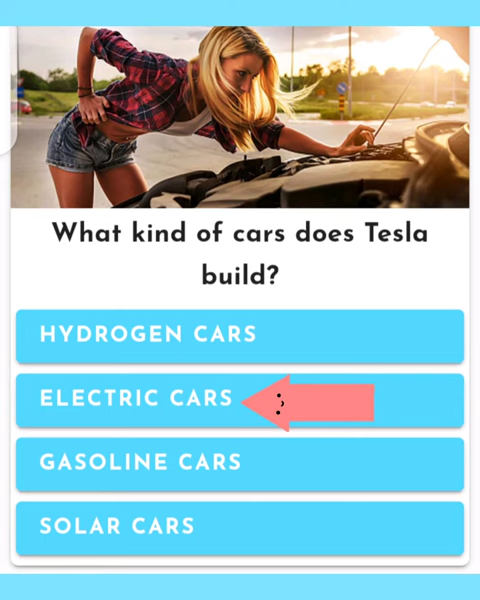 What kind of cars does Tesla
build?
HYDROGEN CARS
ELECTRIC CARS
GASOLINE CARS
SOLAR CARS